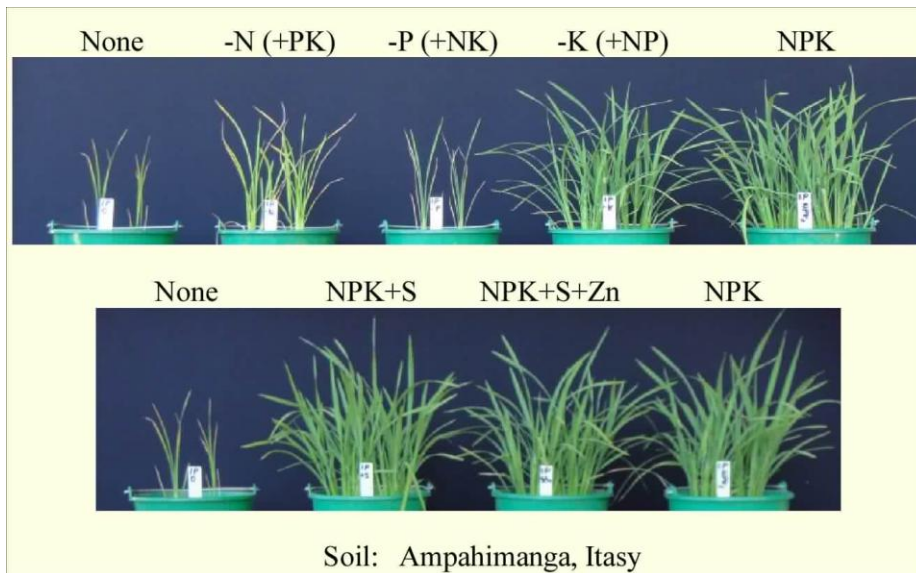 None -N (+PK) -P (+NK) -K (+NP) NPK
None NPK+S NPK+S+Zn NPK
Soil: Ampahimanga, Itasy